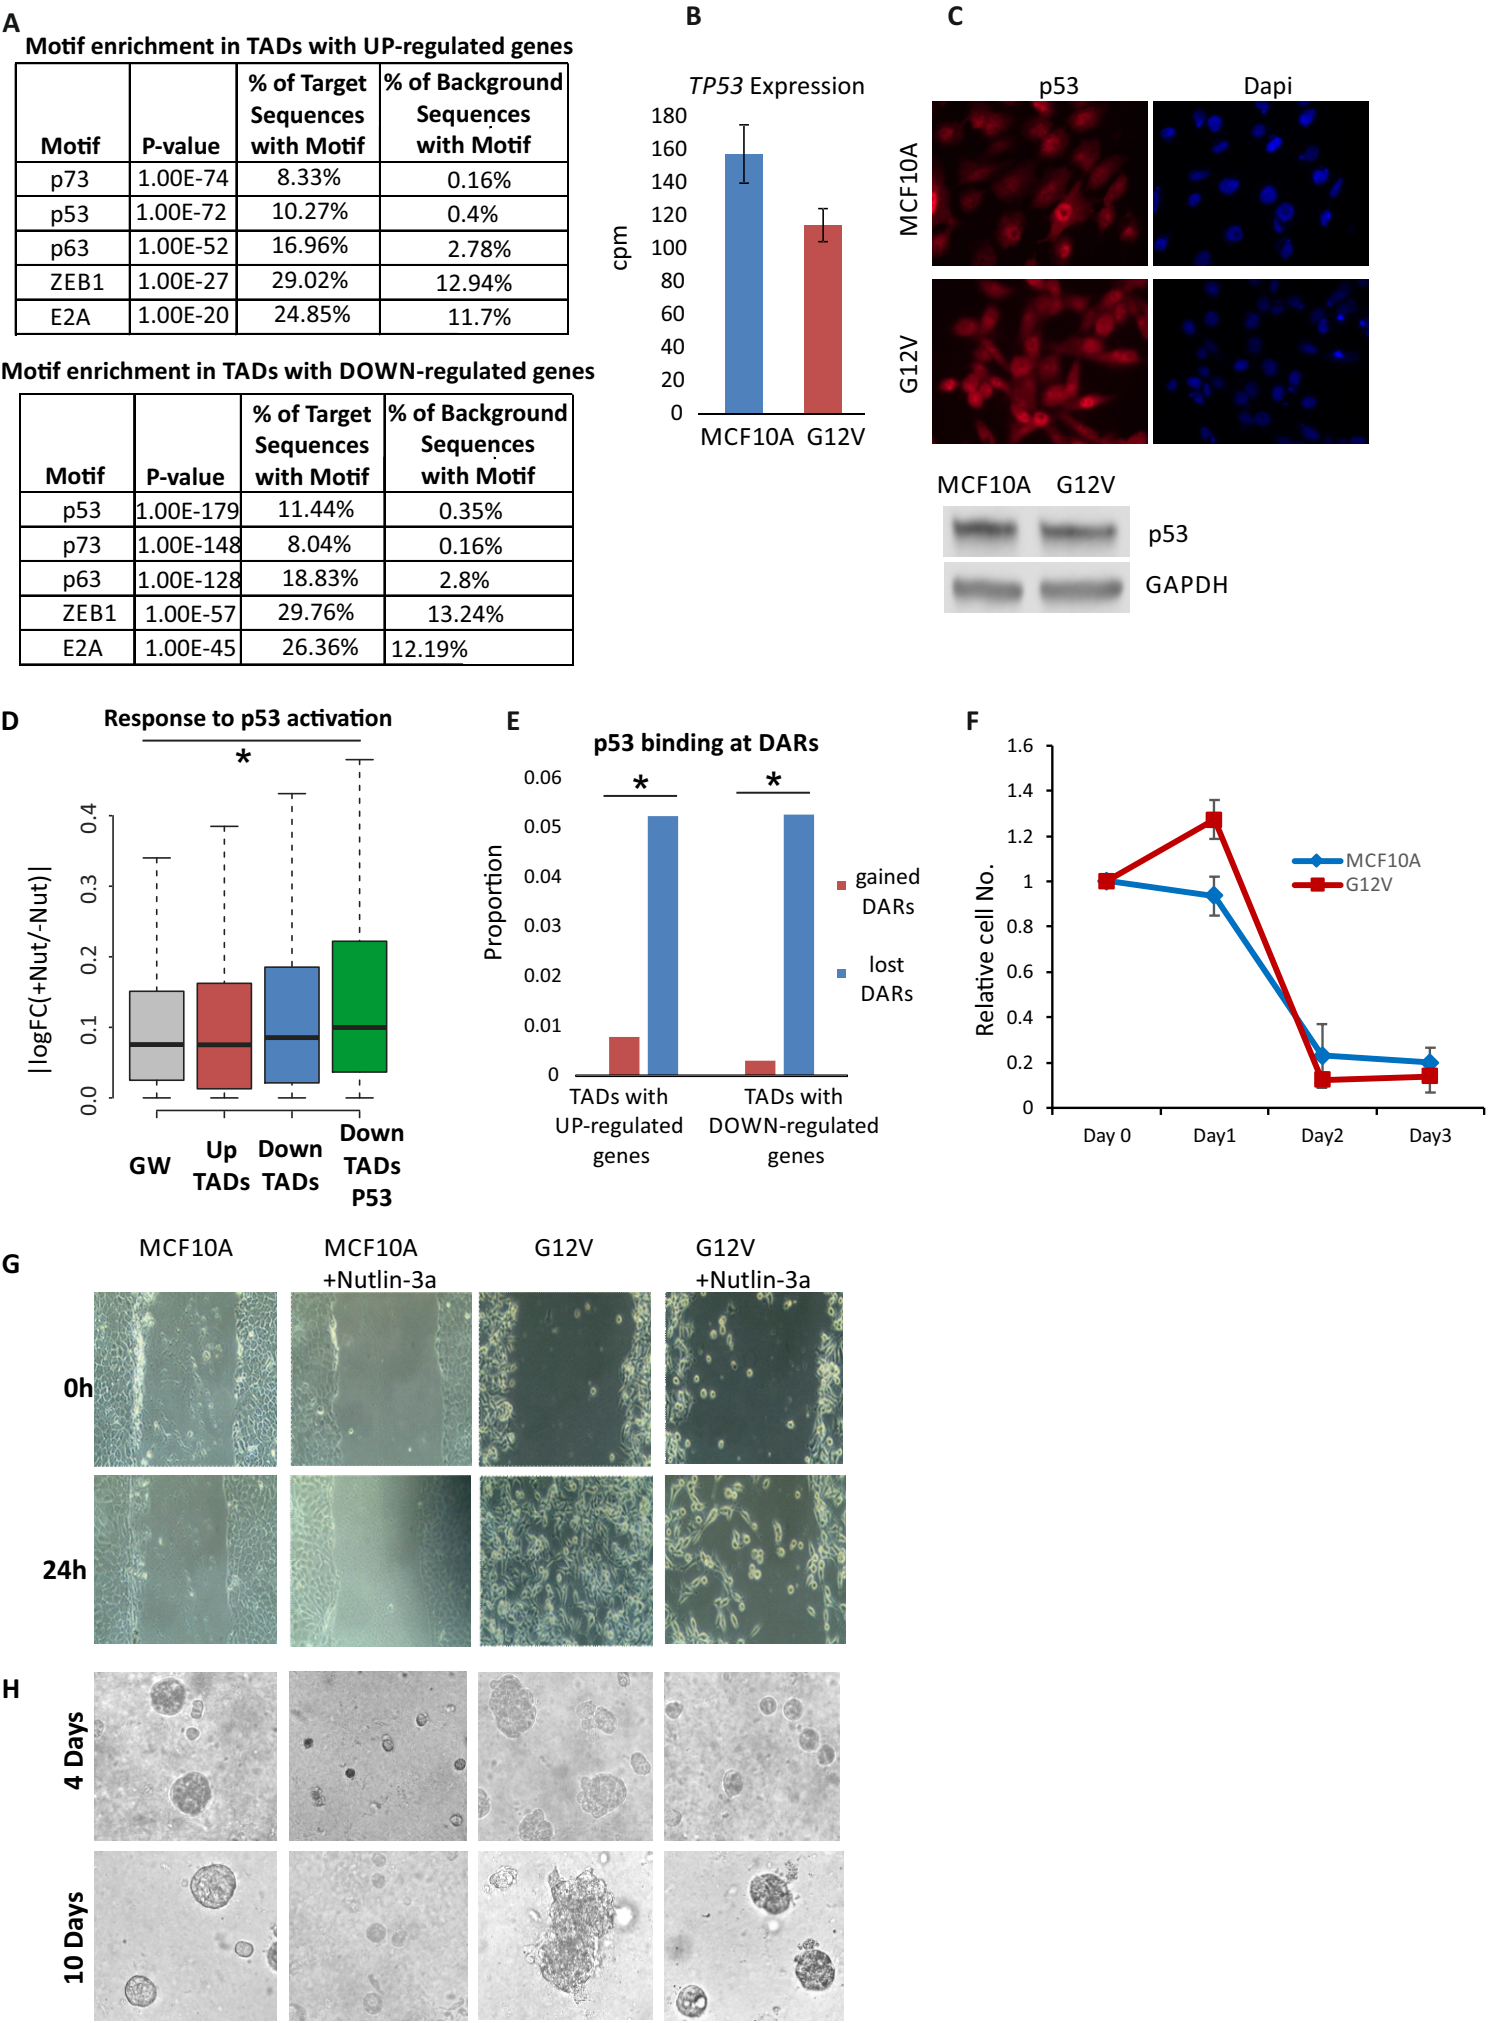 A
Motif enrichment in TADs with UP-regulated genes
Motif P-value % of Target Sequences with Motif % of Background Sequences with Motif
p73 1.00E-74 8.33% 0.16%
p53 1.00E-72 10.27% 0.4%
p63 1.00E-52 16.96% 2.78%
ZEB1 1.00E-27 29.02% 12.94%
E2A 1.00E-20 24.85% 11.7%
Motif enrichment in TADs with DOWN-regulated genes
Motif P-value % of Target Sequences with Motif % of Background Sequences with Motif
p53 1.00E-179 11.44% 0.35%
p73 1.00E-148 8.04% 0.16%
p63 1.00E-128 18.83% 2.8%
ZEB1 1.00E-57 29.76% 13.24%
E2A 1.00E-45 26.36% 12.19%
B
TP53 Expression
cpm
180
160
140
120
100
80
60
40
20
0
MCF10A G12V
C
p53 Dapi
MCF10A
G12V
MCF10A G12V
p53
GAPDH
D
Response to p53 activation
*
||logFC(+Nut/-Nut)||
0.4
0.3
0.2
0.1
0.0
GW
Up TADs
Down TADs
Down TADs P53
E
p53 binding at DARs
* *
Proportion
0.06
0.05
0.04
0.03
0.02
0.01
0
gained DARs
lost DARs
TADs with UP-regulated genes
TADs with DOWN-regulated genes
F
Relative cell No.
1.6
1.4
1.2
1
0.8
0.6
0.4
0.2
0
MCF10A
G12V
Day 0 Day1 Day2 Day3
G
MCF10A
MCF10A +Nutlin-3a
G12V
G12V +Nutlin-3a
0h
24h
H
4 Days
10 Days